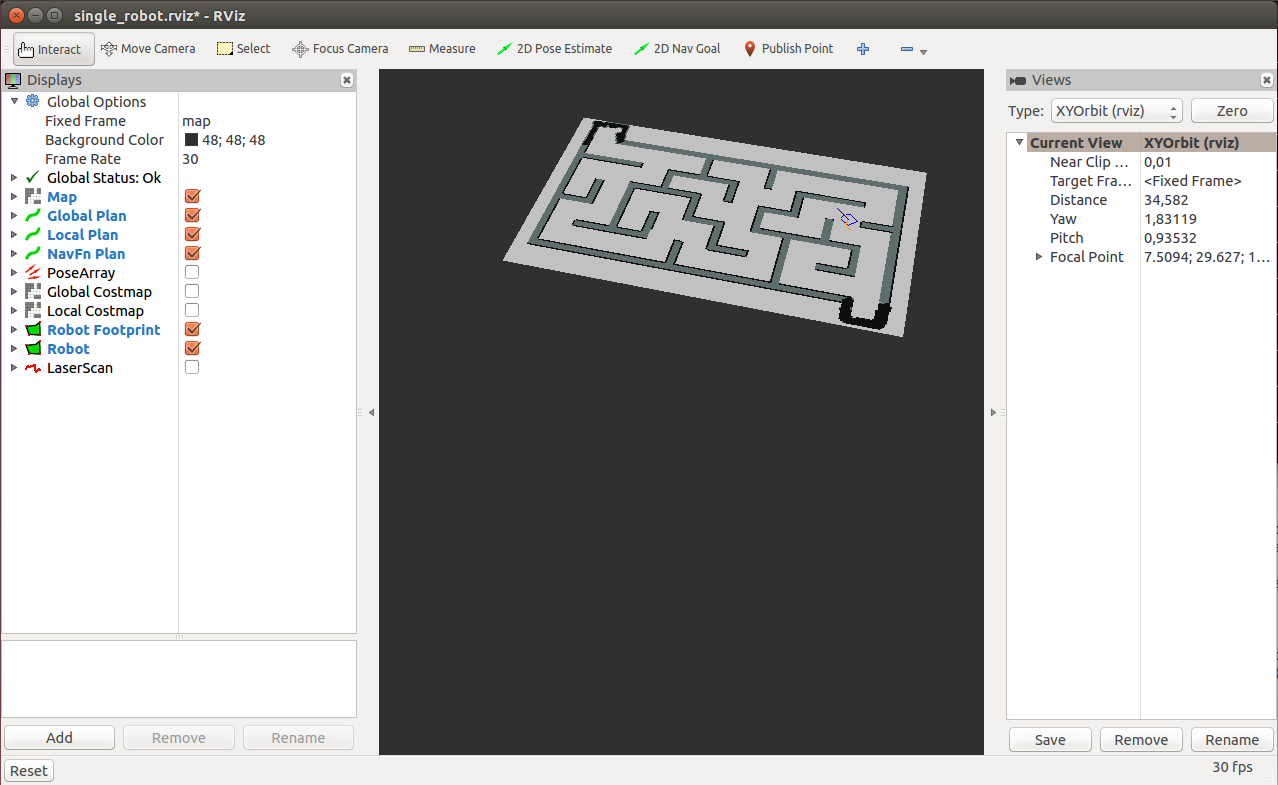 single_robot.rviz* - RViz
Interact Move Camera Select Focus Camera Measure 2D Pose Estimate 2D Nav Goal Publish Point
Displays
Global Options
Fixed Frame map
Background Color 48; 48; 48
Frame Rate 30
Global Status: Ok
Map
Global Plan
Local Plan
NavFn Plan
PoseArray
Global Costmap
Local Costmap
Robot Footprint
Robot
LaserScan
Add Remove Rename
Reset
Views
Type: XYOrbit (rviz) Zero
Current View XYOrbit (rviz)
Near Clip ... 0,01
Target Fra... <Fixed Frame>
Distance 34,582
Yaw 1,83119
Pitch 0,93532
Focal Point 7.5094; 29.627; 1...
Save Remove Rename
30 fps